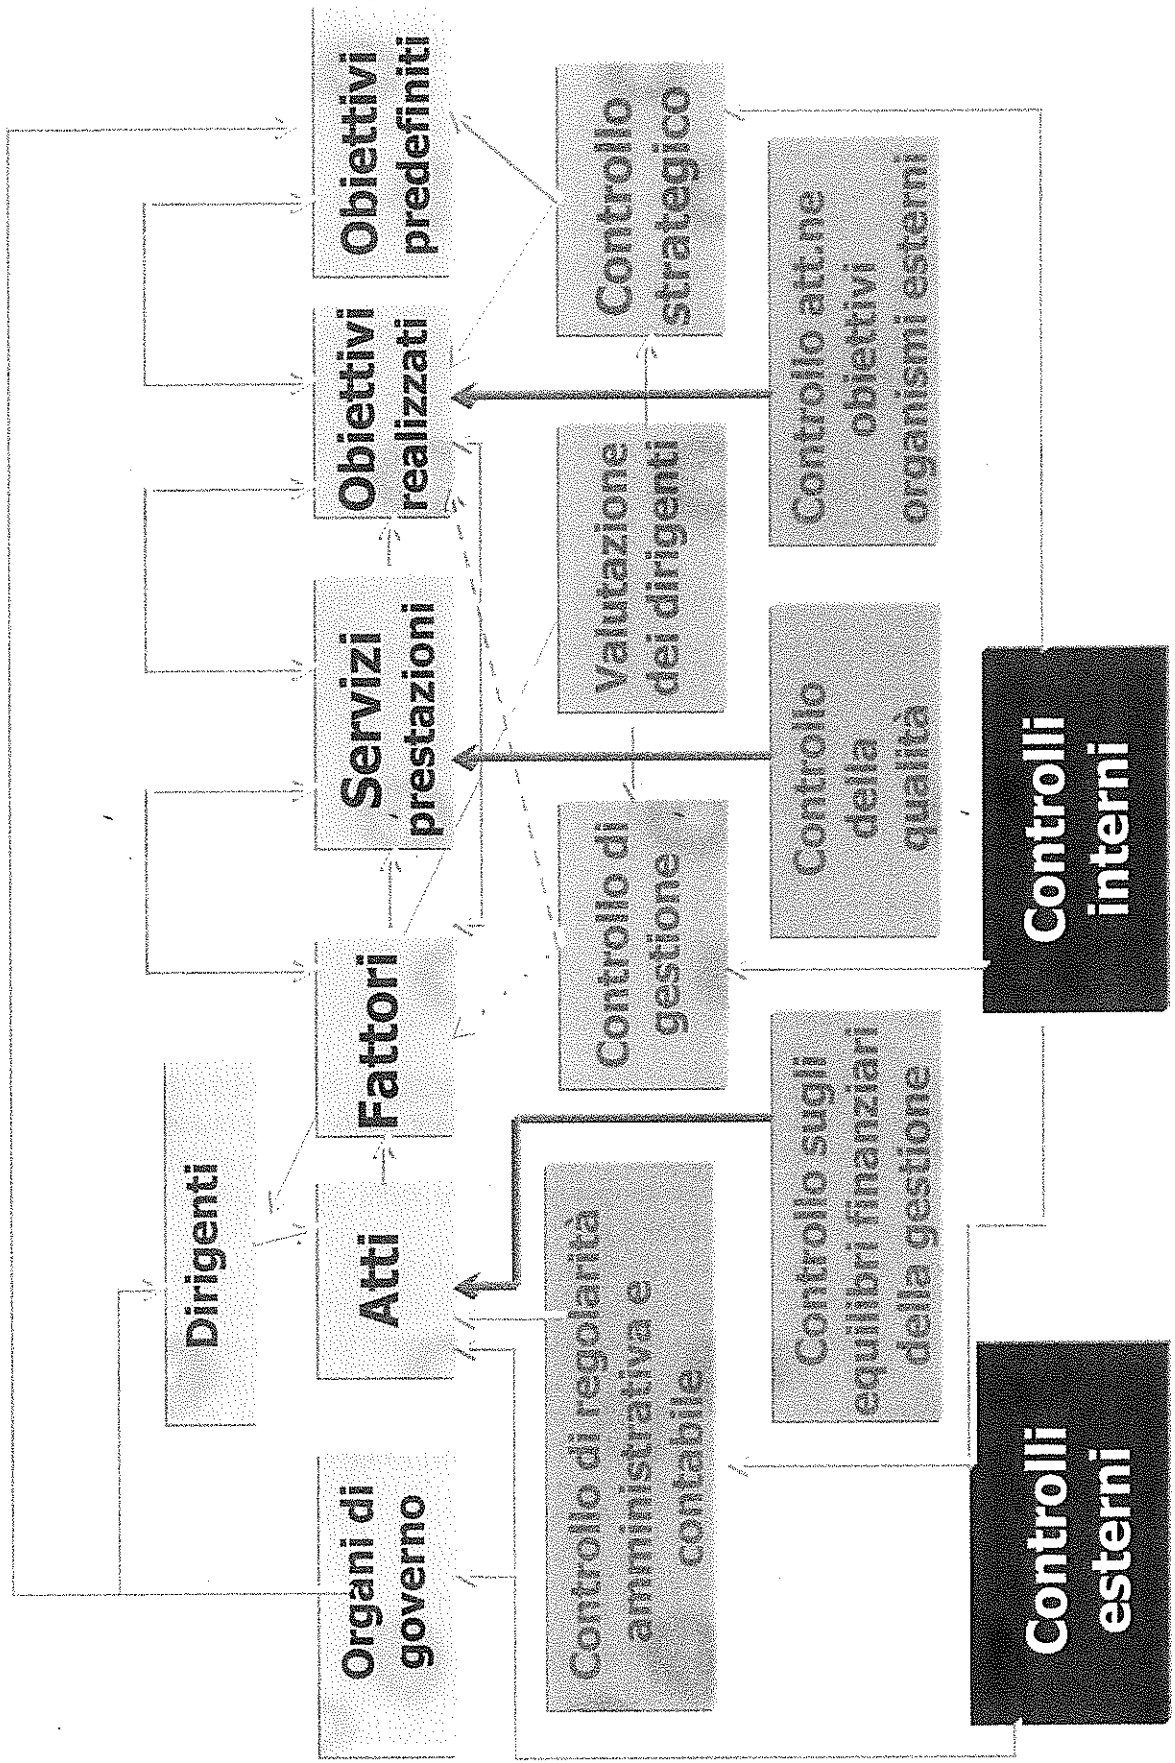 Dirigenti
Organi di
governo
Atti
Fattori
Servizi
prestazioni
Obiettivi
realizzati
Obiettivi
predefiniti
Controllo di regolarità
amministrativa e
contabile
Controllo di
gestione
Valutazione
dei dirigenti
Controllo
strategico
Controllo sugli
equilibri finanziari
della gestione
Controllo
della
qualità
Controllo att.ne
obiettivi
organismi esterni
Controlli
esterni
Controlli
interni